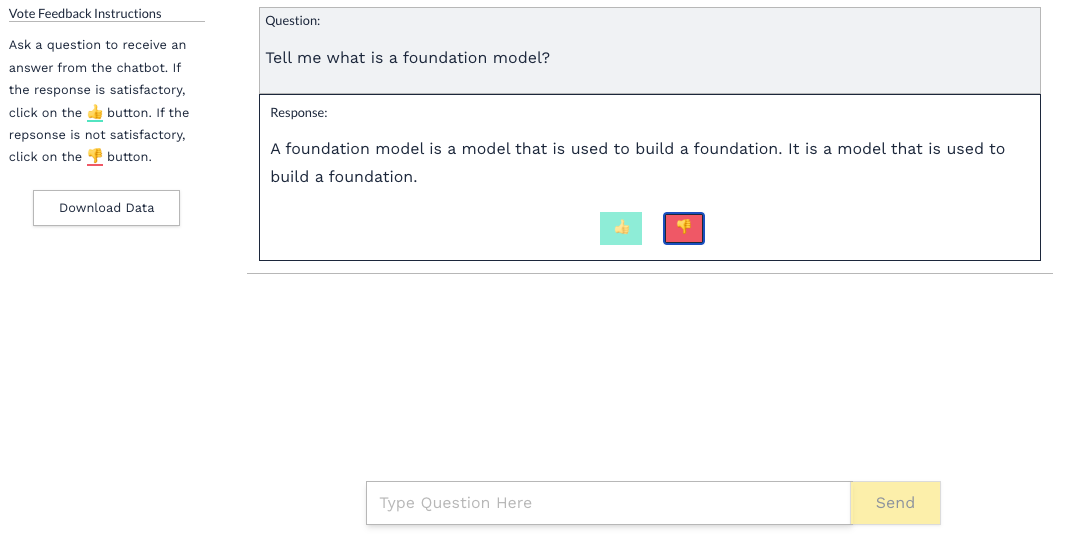 Vote Feedback Instructions
Ask a question to receive an
answer from the chatbot. If
the response is satisfactory,
click on the 👍 button. If the
repsonse is not satisfactory,
click on the 👎 button.
Download Data
Question:
Tell me what is a foundation model?
Response:
A foundation model is a model that is used to build a foundation. It is a model that is used to
build a foundation.
👍 👎
Type Question Here
Send